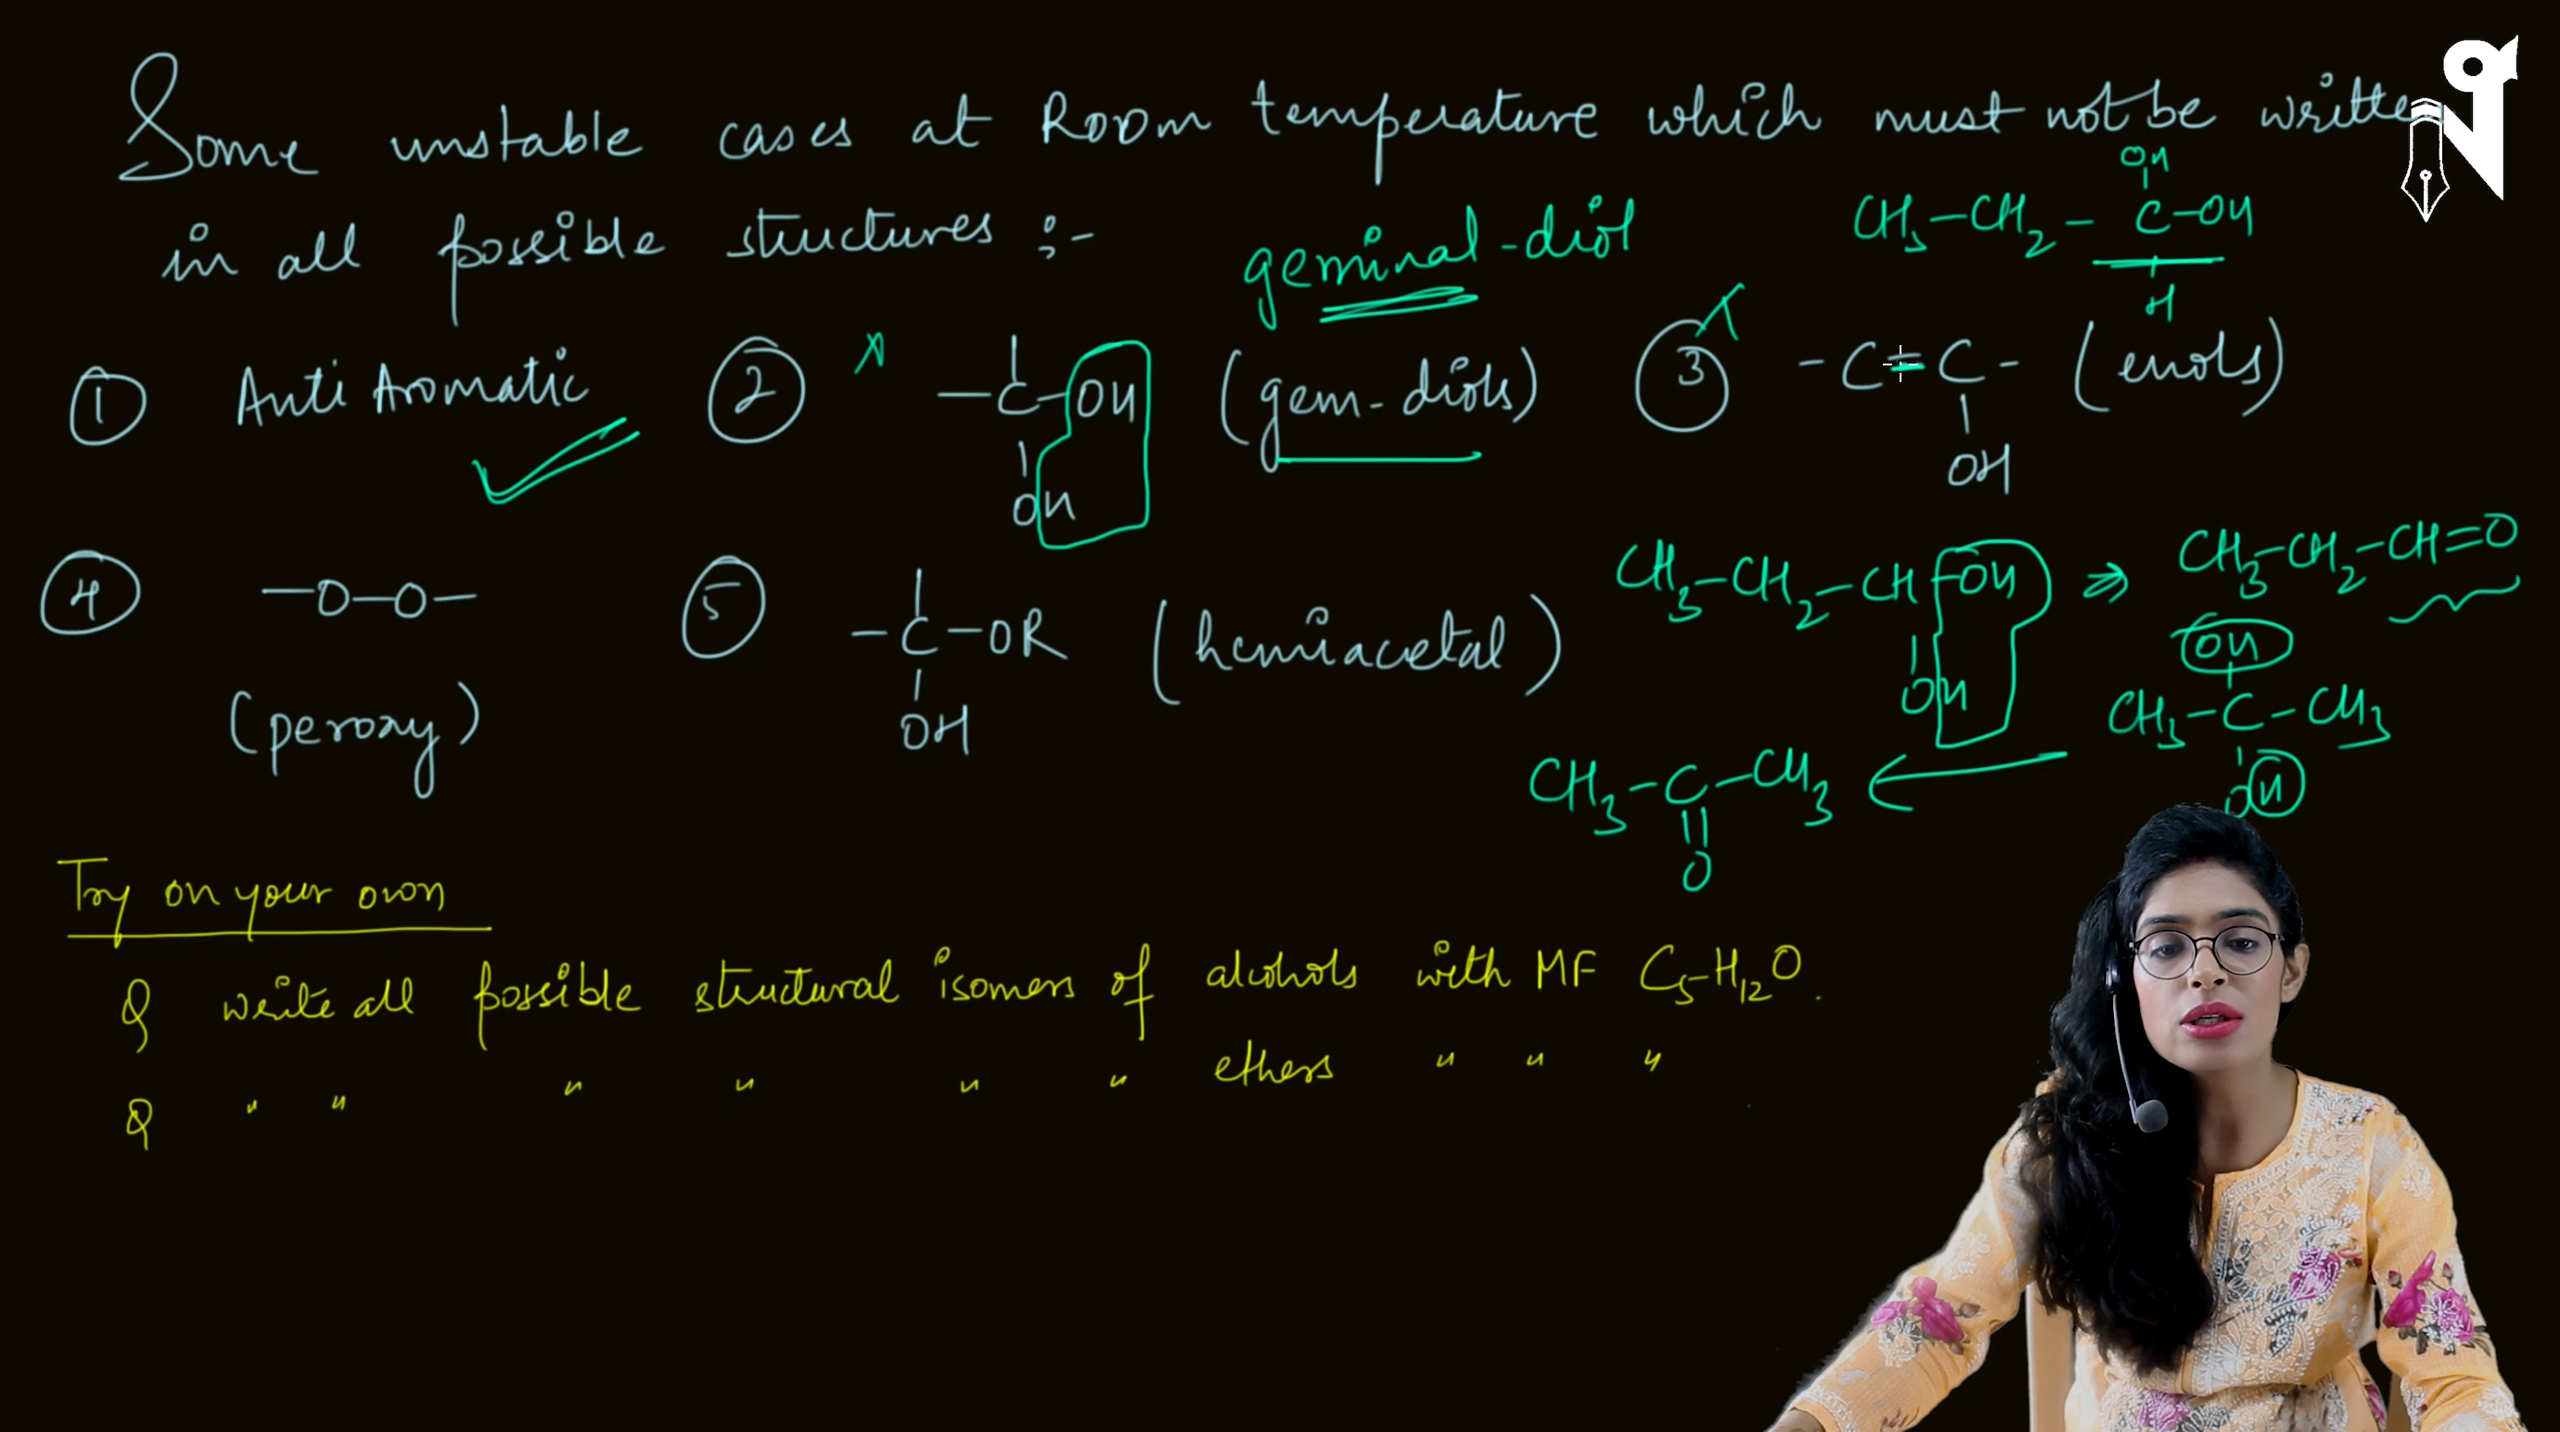 Some unstable cases at Room temperature which must not be written
in all possible structures :-
geminal-diol
OH
CH3-CH2-C-OH
H
① Anti Aromatic
② x -C-OH (gem-diols)
OH
③ -C=C- (enols)
OH
④ -O-O-
(peroxy)
⑤ -C-OR (hemiacetal)
OH
CH3-CH2-CH-OH ⇒ CH3-CH2-CH=O
OH
OH
CH3-C-CH3
OH
CH3-C-CH3 ←
O
Try on your own
Q write all possible structural isomers of alcohols with MF C5H12O.
Q " " " " " " ethers " " "